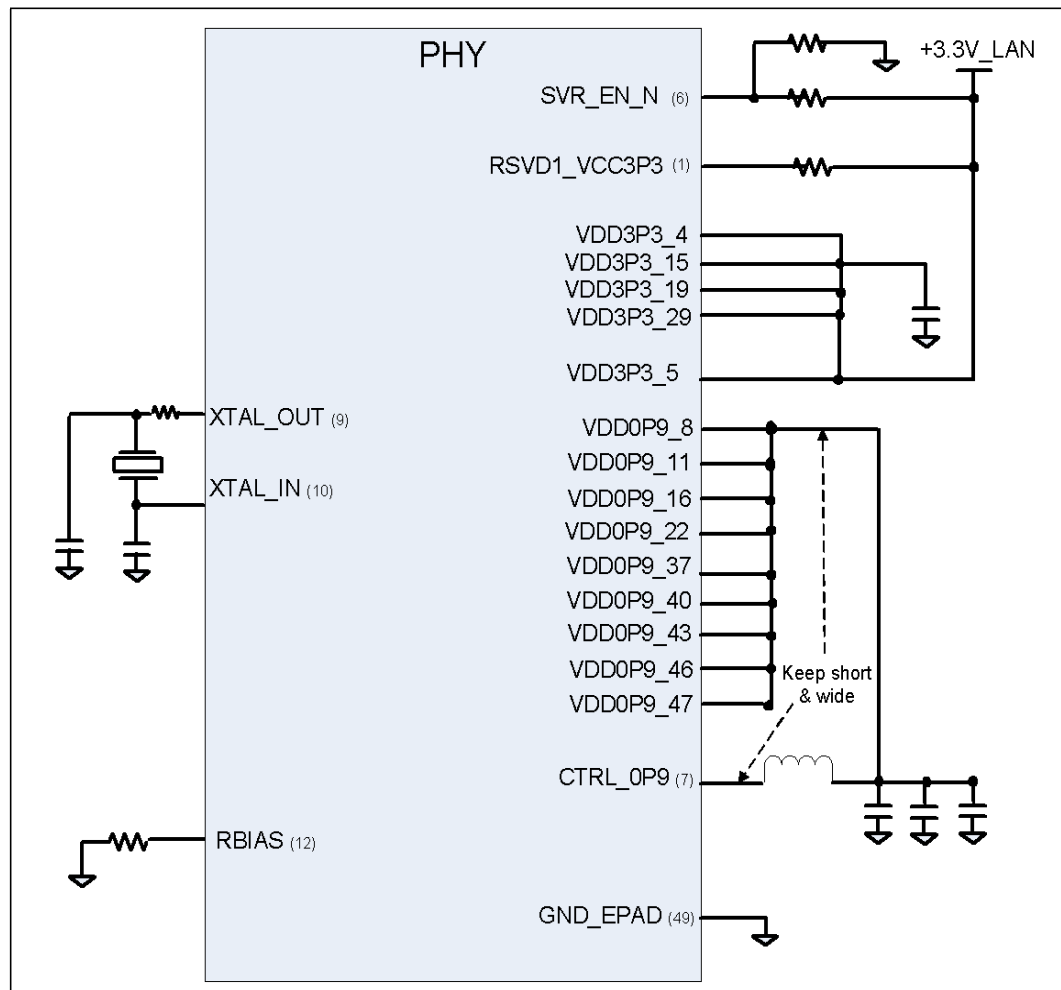 PHY
+3.3V_LAN
SVR_EN_N (6)
RSVD1_VCC3P3 (1)
VDD3P3_4
VDD3P3_15
VDD3P3_19
VDD3P3_29
VDD3P3_5
XTAL_OUT (9)
XTAL_IN (10)
VDD0P9_8
VDD0P9_11
VDD0P9_16
VDD0P9_22
VDD0P9_37
VDD0P9_40
VDD0P9_43
VDD0P9_46
VDD0P9_47
Keep short
& wide
CTRL_0P9 (7)
RBIAS (12)
GND_EPAD (49)